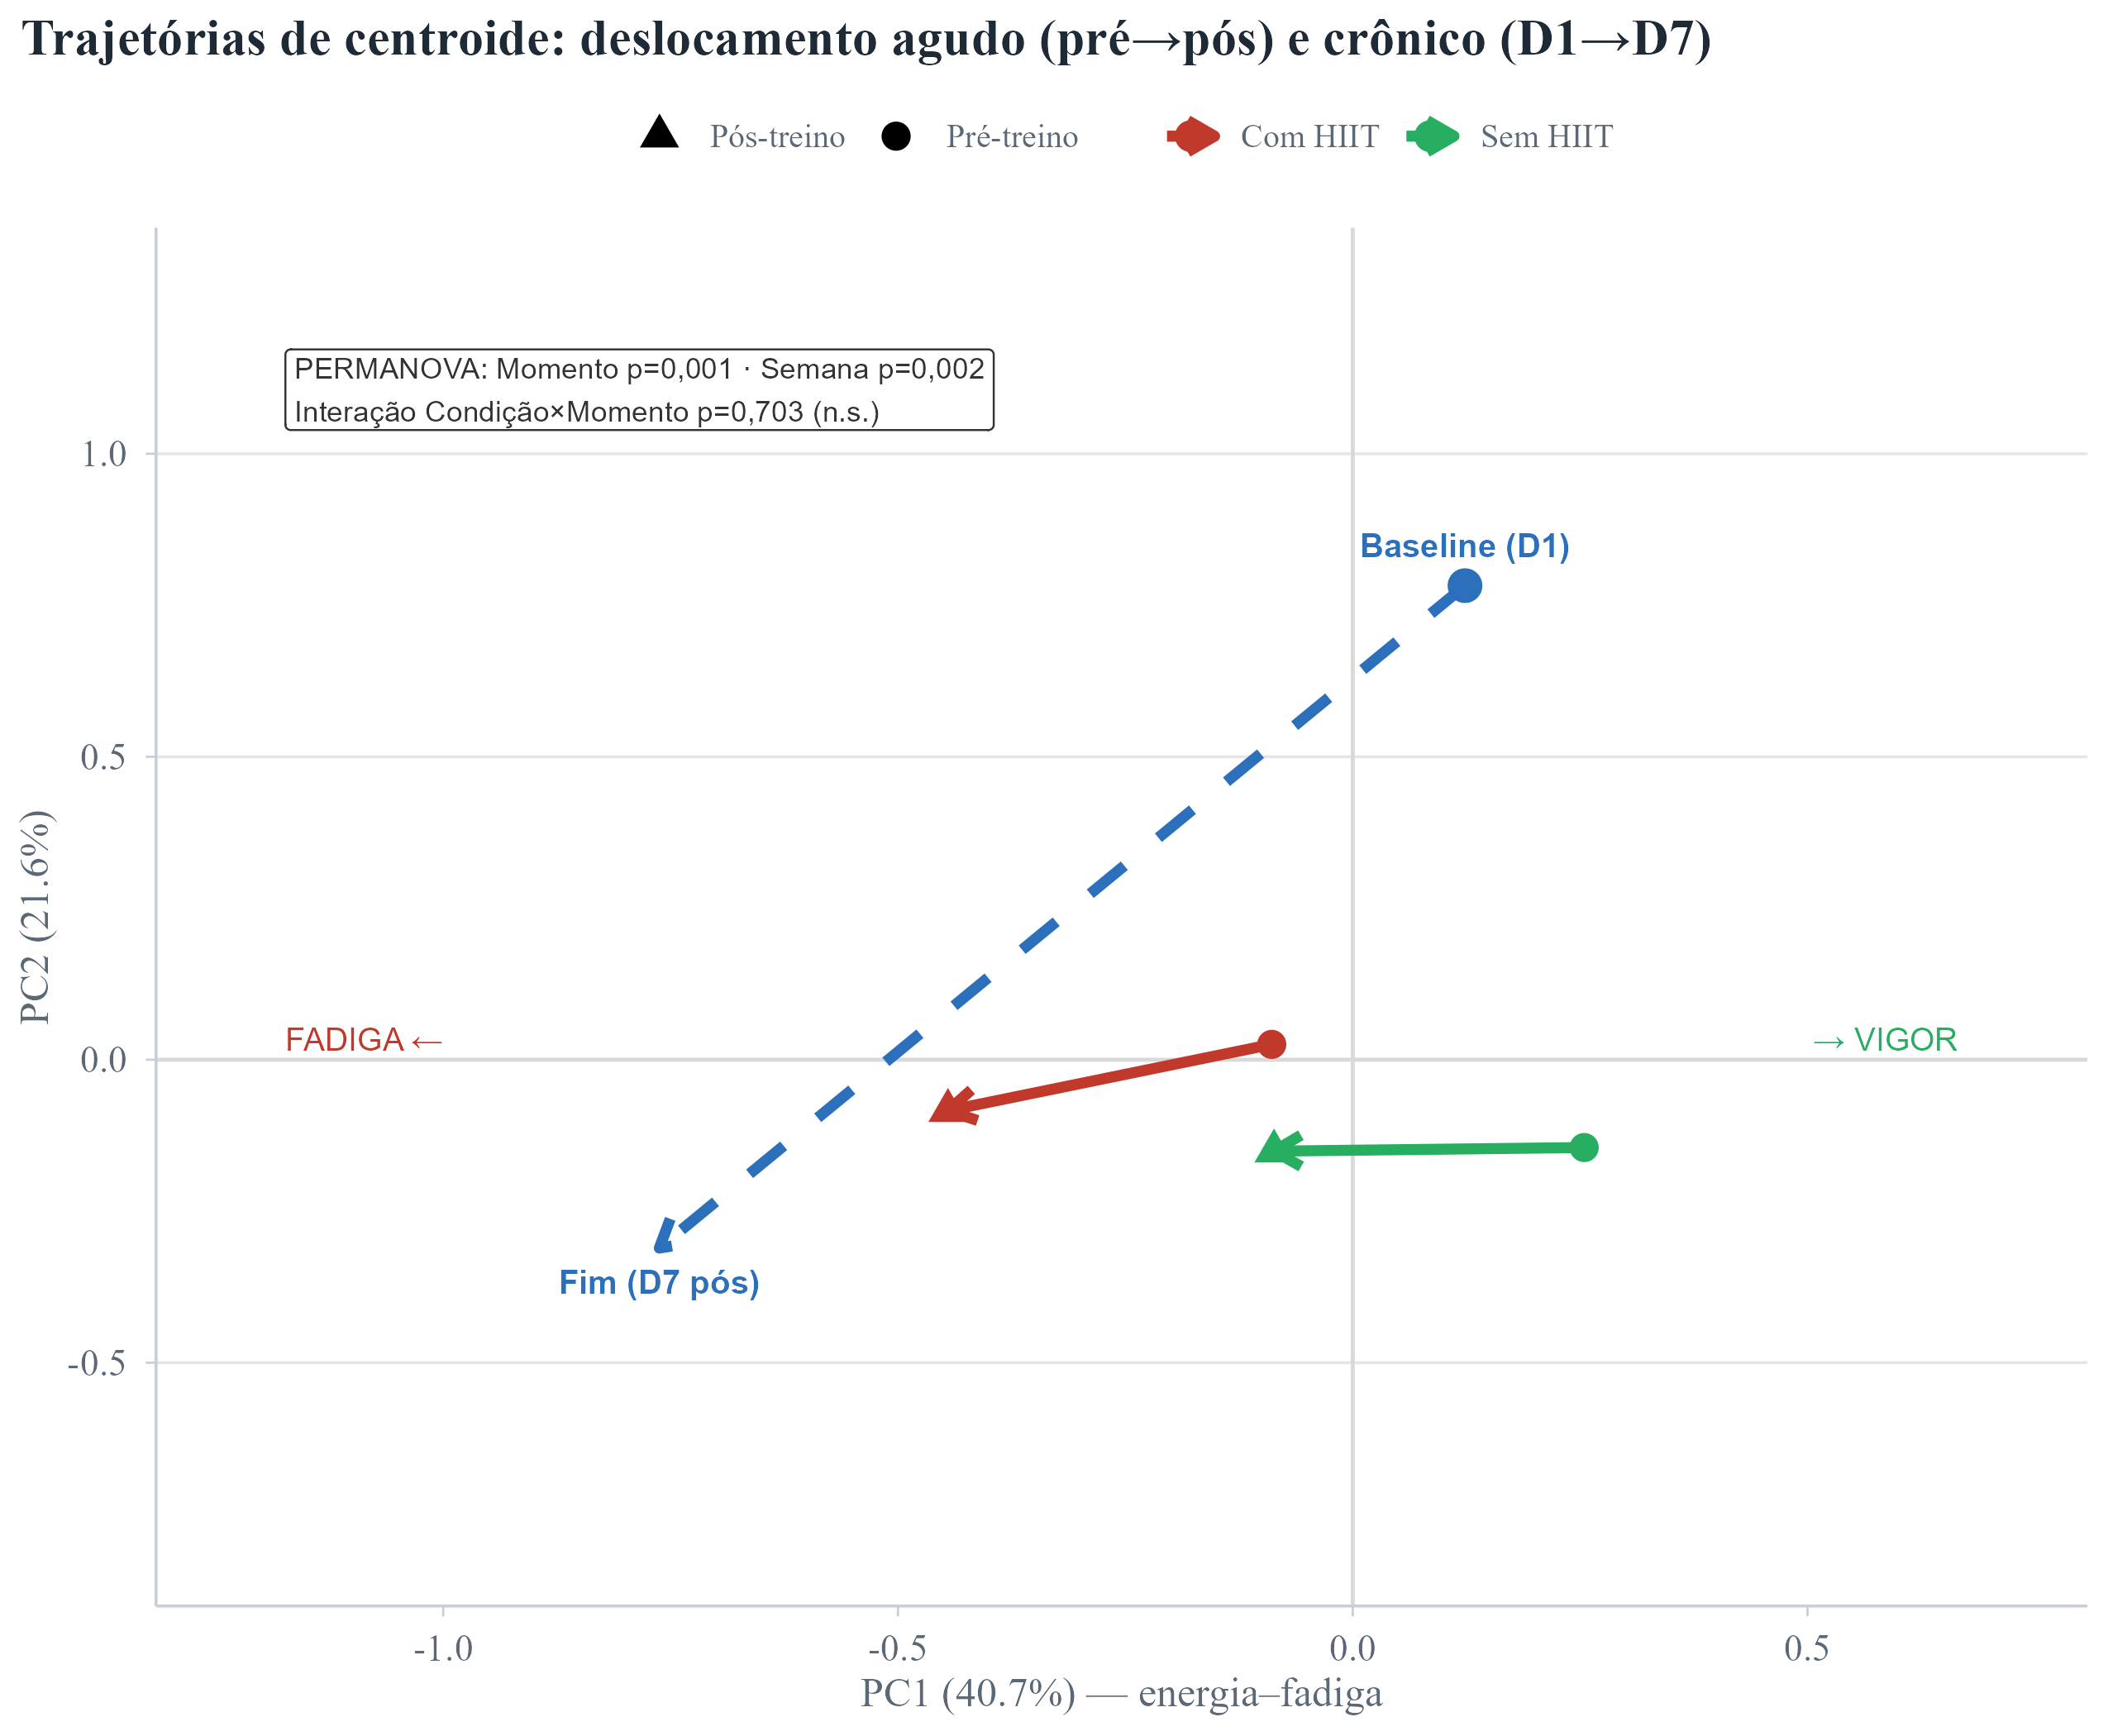 Trajetórias de centroide: deslocamento agudo (pré→pós) e crônico (D1→D7)
Pós-treino
Pré-treino
Com HIIT
Sem HIIT
PERMANOVA: Momento p=0,001 · Semana p=0,002
Interação Condição×Momento p=0,703 (n.s.)
1.0
Baseline (D1)
0.5
PC2 (21.6%)
FADIGA←
→ VIGOR
0.0
Fim (D7 pós)
-0.5
-1.0
-0.5
0.0
0.5
PC1 (40.7%) — energia–fadiga